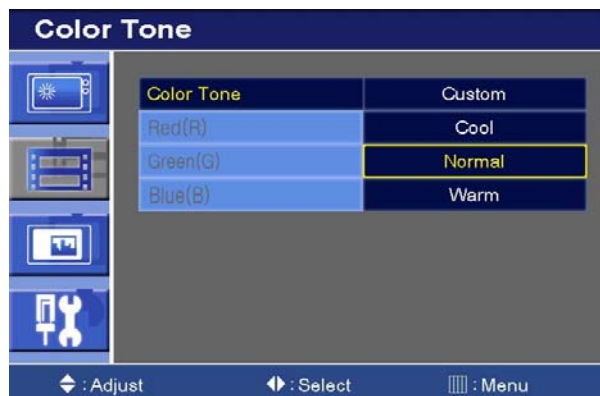 Color Tone
Color Tone Custom
Red(R) Cool
Green(G) Normal
Blue(B) Warm
: Adjust : Select : Menu